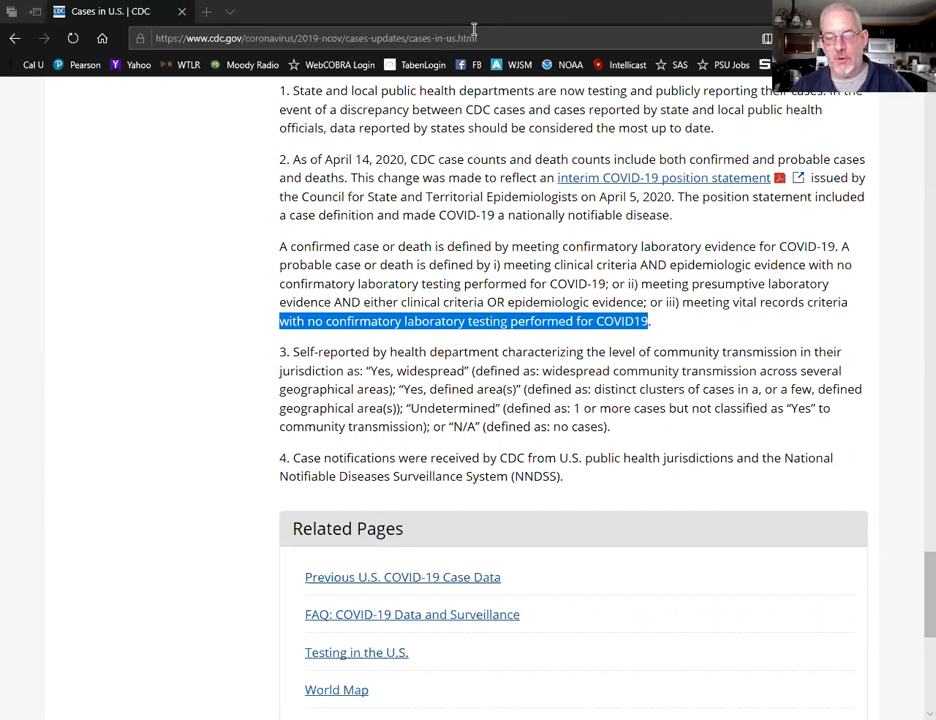 Cases in U.S. | CDC
https://www.cdc.gov/coronavirus/2019-ncov/cases-updates/cases-in-us.html
Cal U Pearson Yahoo WTLR Moody Radio WebCOBRA Login TabenLogin FB WJSM NOAA Intellicast SAS PSU Jobs
1. State and local public health departments are now testing and publicly reporting their cases. In the
event of a discrepancy between CDC cases and cases reported by state and local public health
officials, data reported by states should be considered the most up to date.
2. As of April 14, 2020, CDC case counts and death counts include both confirmed and probable cases
and deaths. This change was made to reflect an interim COVID-19 position statement issued by
the Council for State and Territorial Epidemiologists on April 5, 2020. The position statement included
a case definition and made COVID-19 a nationally notifiable disease.
A confirmed case or death is defined by meeting confirmatory laboratory evidence for COVID-19. A
probable case or death is defined by i) meeting clinical criteria AND epidemiologic evidence with no
confirmatory laboratory testing performed for COVID-19; or ii) meeting presumptive laboratory
evidence AND either clinical criteria OR epidemiologic evidence; or iii) meeting vital records criteria
with no confirmatory laboratory testing performed for COVID19.
3. Self-reported by health department characterizing the level of community transmission in their
jurisdiction as: “Yes, widespread” (defined as: widespread community transmission across several
geographical areas); “Yes, defined area(s)” (defined as: distinct clusters of cases in a, or a few, defined
geographical area(s)); “Undetermined” (defined as: 1 or more cases but not classified as “Yes” to
community transmission); or “N/A” (defined as: no cases).
4. Case notifications were received by CDC from U.S. public health jurisdictions and the National
Notifiable Diseases Surveillance System (NNDSS).
Related Pages
Previous U.S. COVID-19 Case Data
FAQ: COVID-19 Data and Surveillance
Testing in the U.S.
World Map